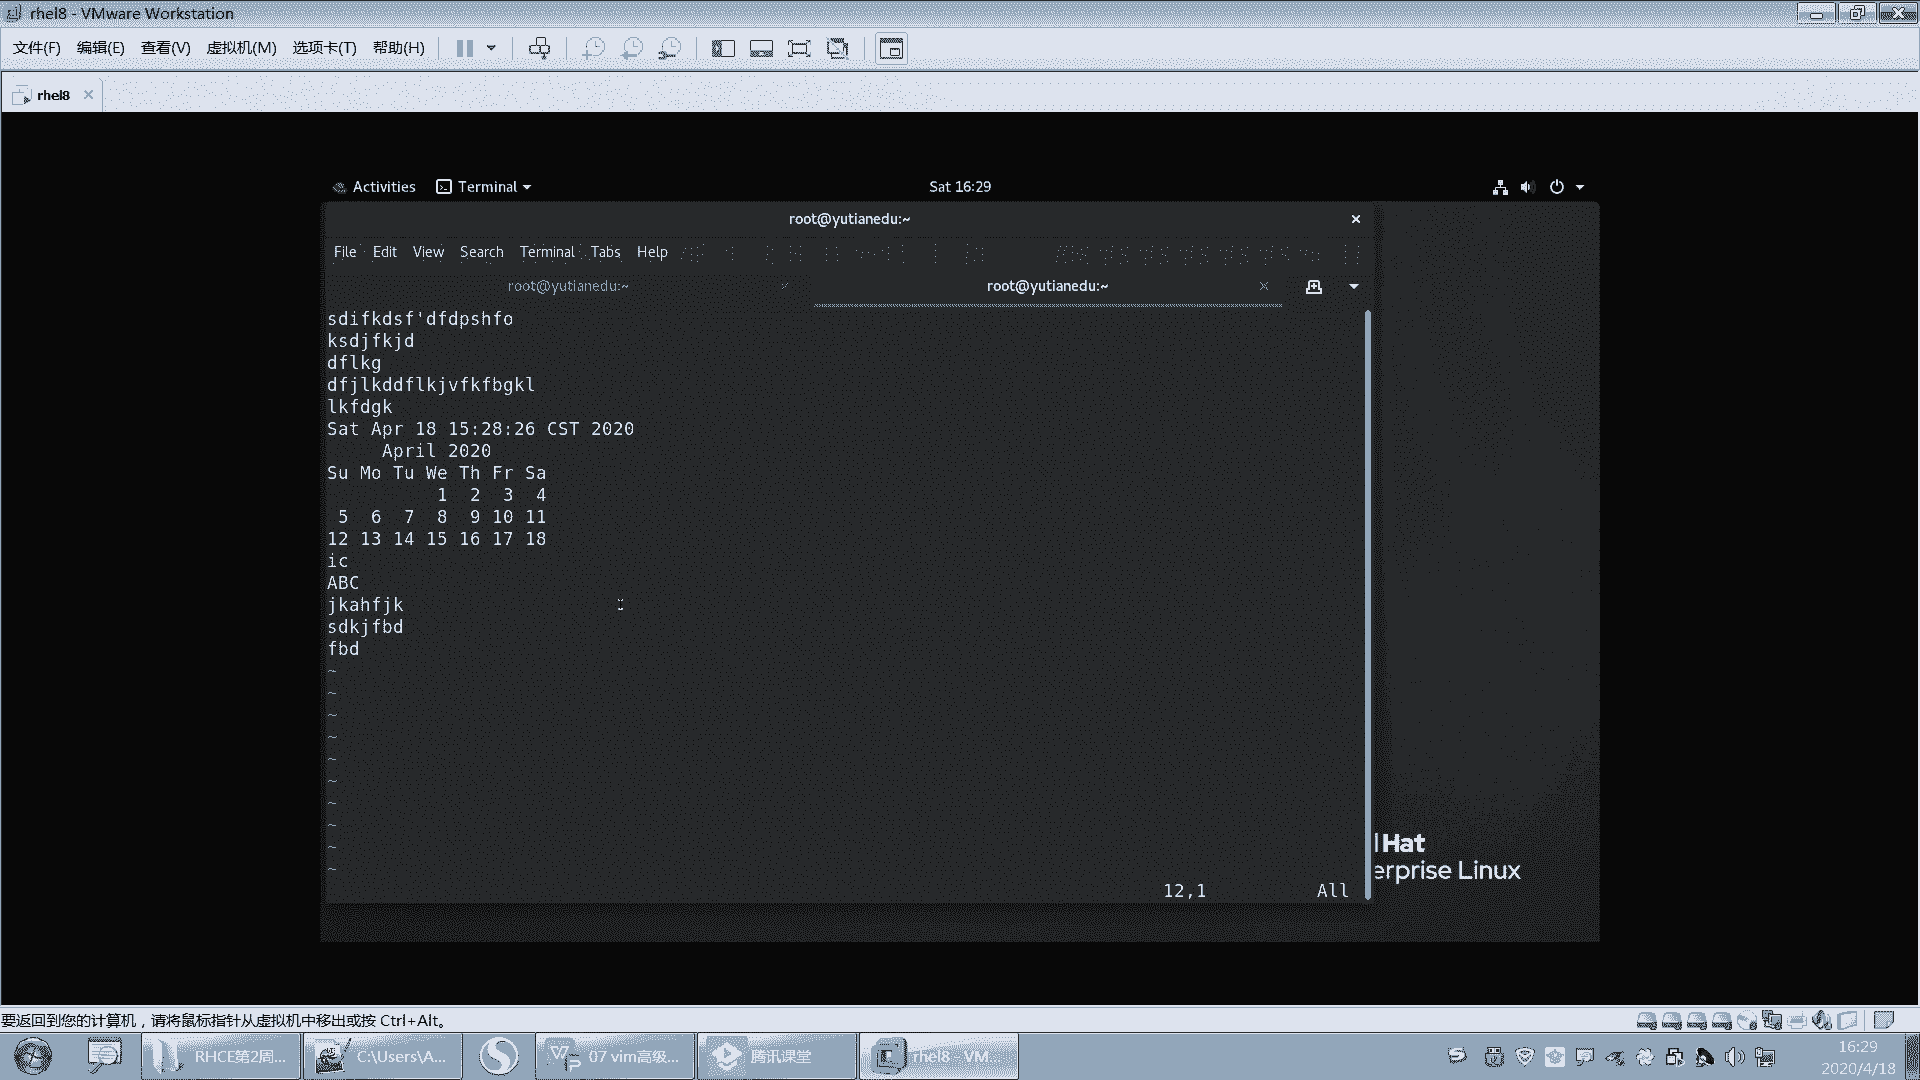 rhel8 - VMware Workstation
文件(F) 编辑(E) 查看(V) 虚拟机(M) 选项卡(T) 帮助(H)
rhel8
Activities Terminal Sat 16:29
root@yutianedu:~
File Edit View Search Terminal Tabs Help
root@yutianedu:~ root@yutianedu:~
sdifkdsf'dfdpshfo
ksdjfkjd
dflkg
dfjlkddflkjvfkfbgkl
lkfdgk
Sat Apr 18 15:28:26 CST 2020
April 2020
Su Mo Tu We Th Fr Sa
1 2 3 4
5 6 7 8 9 10 11
12 13 14 15 16 17 18
ic
ABC
jkahfjk
sdkjfbd
fbd
~
~
~
~
~
~
~
~
~
~
12,1 All
Hat
erprise Linux
要返回到您的计算机，请将鼠标指针从虚拟机中移出或按 Ctrl+Alt。
RHCE第2周... C:\Users\A... 07 vim高级... 腾讯课堂 rhel8 - VM... 16:29
2020/4/18